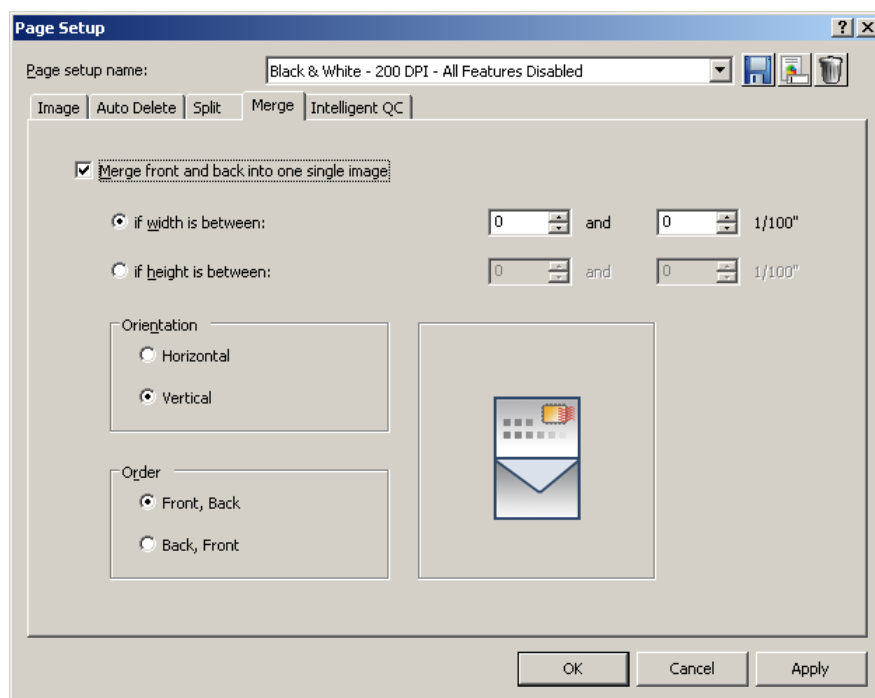 Page Setup
Page setup name: Black & White - 200 DPI - All Features Disabled
Image Auto Delete Split Merge Intelligent QC
Merge front and back into one single image
if width is between: 0 and 0 1/100"
if height is between: 0 and 0 1/100"
Orientation
Horizontal
Vertical
Order
Front, Back
Back, Front
OK Cancel Apply